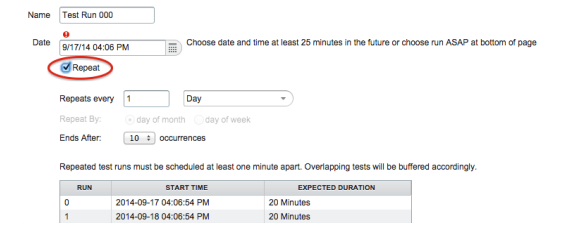 Name Test Run 000
Date 9/17/14 04:06 PM Choose date and time at least 25 minutes in the future or choose run ASAP at bottom of page
Repeat
Repeats every 1 Day
Repeat By: day of month day of week
Ends After: 10 occurrences
Repeated test runs must be scheduled at least one minute apart. Overlapping tests will be buffered accordingly.
RUN START TIME EXPECTED DURATION
0 2014-09-17 04:06:54 PM 20 Minutes
1 2014-09-18 04:06:54 PM 20 Minutes